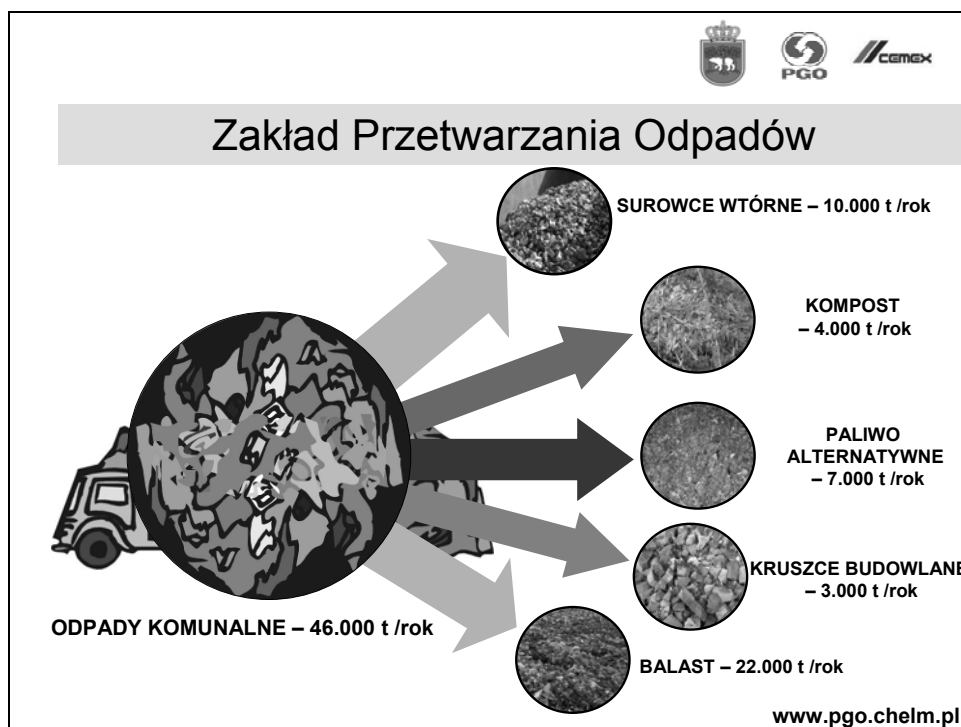 PGO
CEMEX
Zakład Przetwarzania Odpadów
SUROWCE WTÓRNE – 10.000 t /rok
KOMPOST
– 4.000 t /rok
PALIWO
ALTERNATYWNE
– 7.000 t /rok
KRUSZCE BUDOWLANE
– 3.000 t /rok
ODPADY KOMUNALNE – 46.000 t /rok
BALAST – 22.000 t /rok
www.pgo.chelm.pl